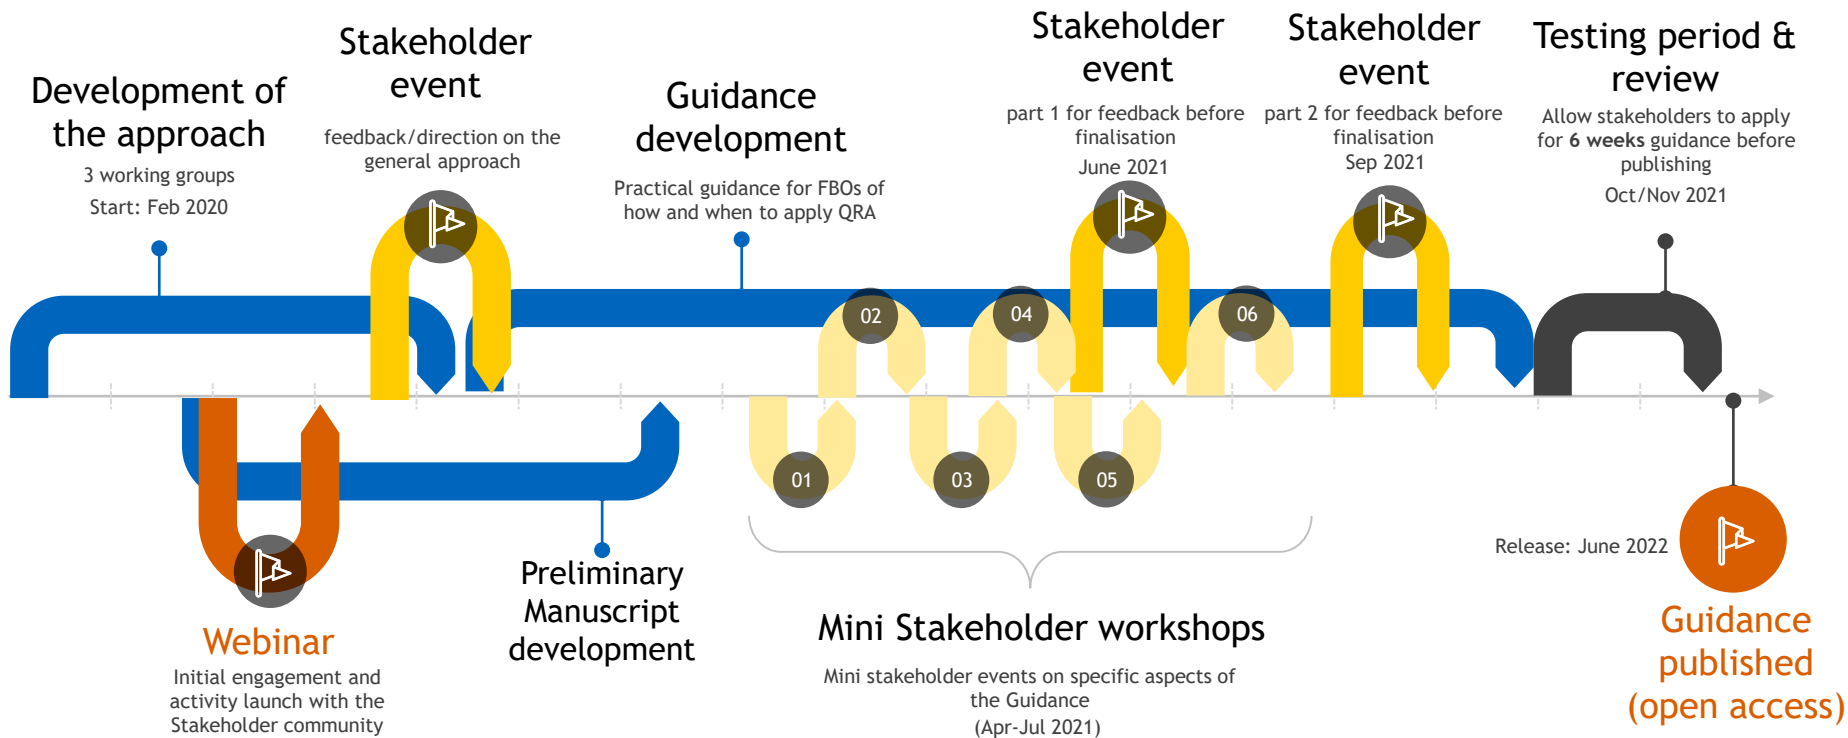 Development of
the approach
3 working groups
Start: Feb 2020
Stakeholder
event
feedback/direction on the
general approach
Guidance
development
Practical guidance for FBOs of
how and when to apply QRA
Stakeholder
event
part 1 for feedback before
finalisation
June 2021
Stakeholder
event
part 2 for feedback before
finalisation
Sep 2021
Testing period &
review
Allow stakeholders to apply
for 6 weeks guidance before
publishing
Oct/Nov 2021
02
04
06
01
03
05
Webinar
Initial engagement and
activity launch with the
Stakeholder community
Preliminary
Manuscript
development
Mini Stakeholder workshops
Mini stakeholder events on specific aspects of
the Guidance
(Apr-Jul 2021)
Release: June 2022
Guidance
published
(open access)